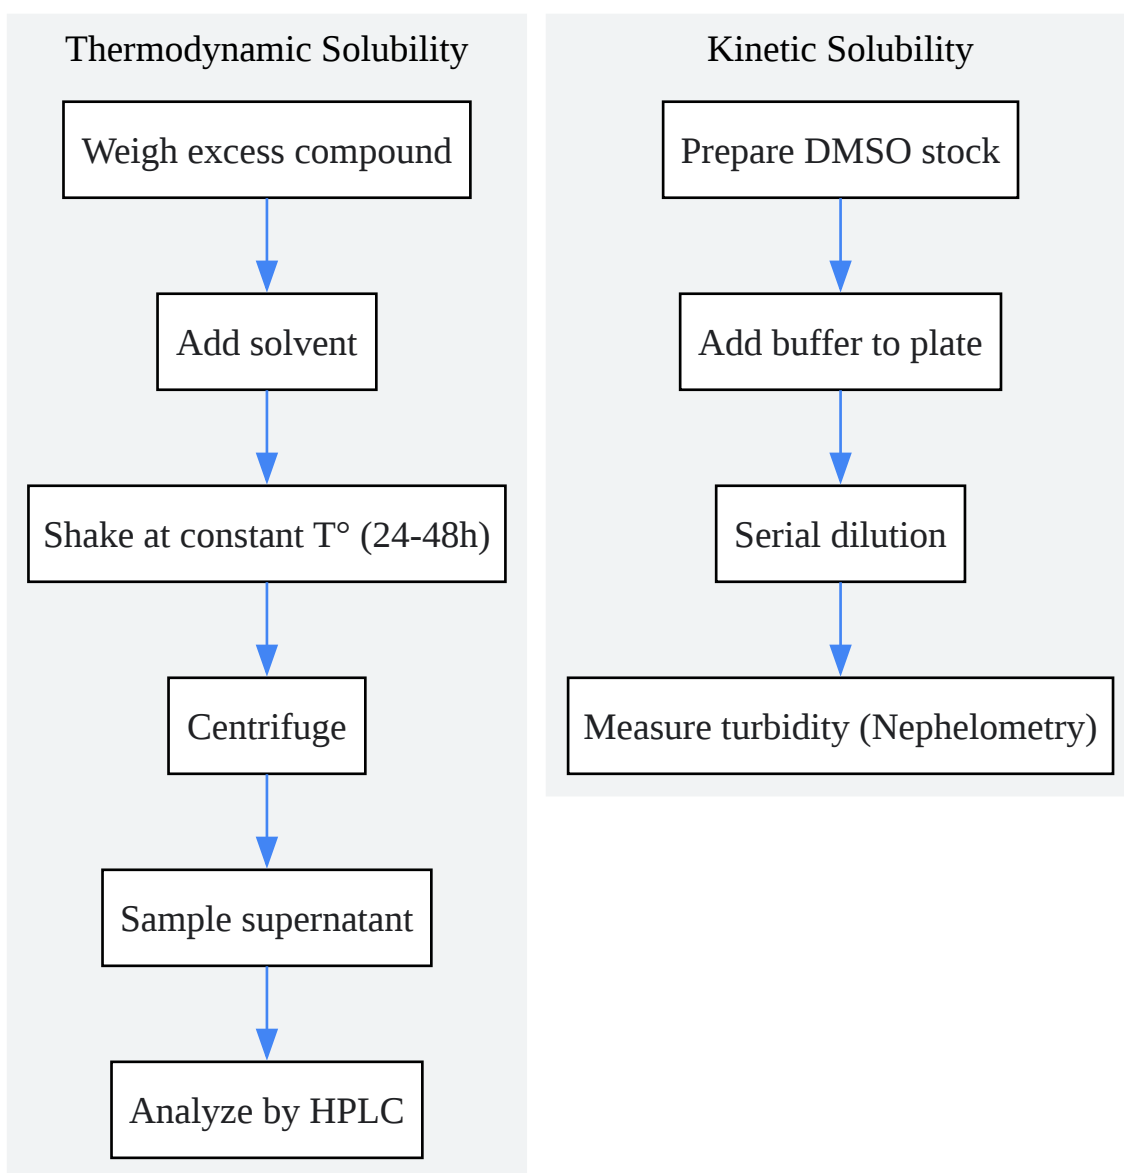 Thermodynamic Solubility
Weigh excess compound
Add solvent
Shake at constant T° (24-48h)
Centrifuge
Sample supernatant
Analyze by HPLC
Kinetic Solubility
Prepare DMSO stock
Add buffer to plate
Serial dilution
Measure turbidity (Nephelometry)